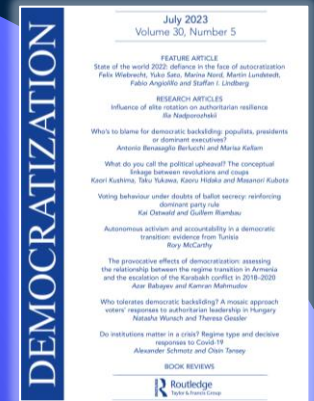 DEMOCRATIZATION
July 2023
Volume 30, Number 5
FEATURE ARTICLE
State of the world 2022: defiance in the face of autocratization
Felix Wiebrecht, Yuko Sato, Marina Nord, Martin Lundstedt,
Fabio Angiolillo and Staffan I. Lindberg
RESEARCH ARTICLES
Influence of elite rotation on authoritarian resilience
Ilia Nadporozhskii
Who's to blame for democratic backsliding: populists, presidents
or dominant executives?
Antonio Benasaglio Berlucchi and Marisa Kellam
What do you call the political upheaval? The conceptual
linkage between revolutions and coups
Kaori Kushima, Taku Yukawa, Kaoru Hidaka and Masanori Kubota
Voting behaviour under doubts of ballot secrecy: reinforcing
dominant party rule
Kai Ostwald and Guillem Riambau
Autonomous activism and accountability in a democratic
transition: evidence from Tunisia
Rory McCarthy
The provocative effects of democratization: assessing
the relationship between the regime transition in Armenia
and the escalation of the Karabakh conflict in 2018–2020
Azar Babayev and Kamran Mahmudov
Who tolerates democratic backsliding? A mosaic approach
voters' responses to authoritarian leadership in Hungary
Natasha Wunsch and Theresa Gessler
Do institutions matter in a crisis? Regime type and decisive
responses to Covid-19
Alexander Schmotz and Oisín Tansey
BOOK REVIEWS
Routledge
Taylor & Francis Group